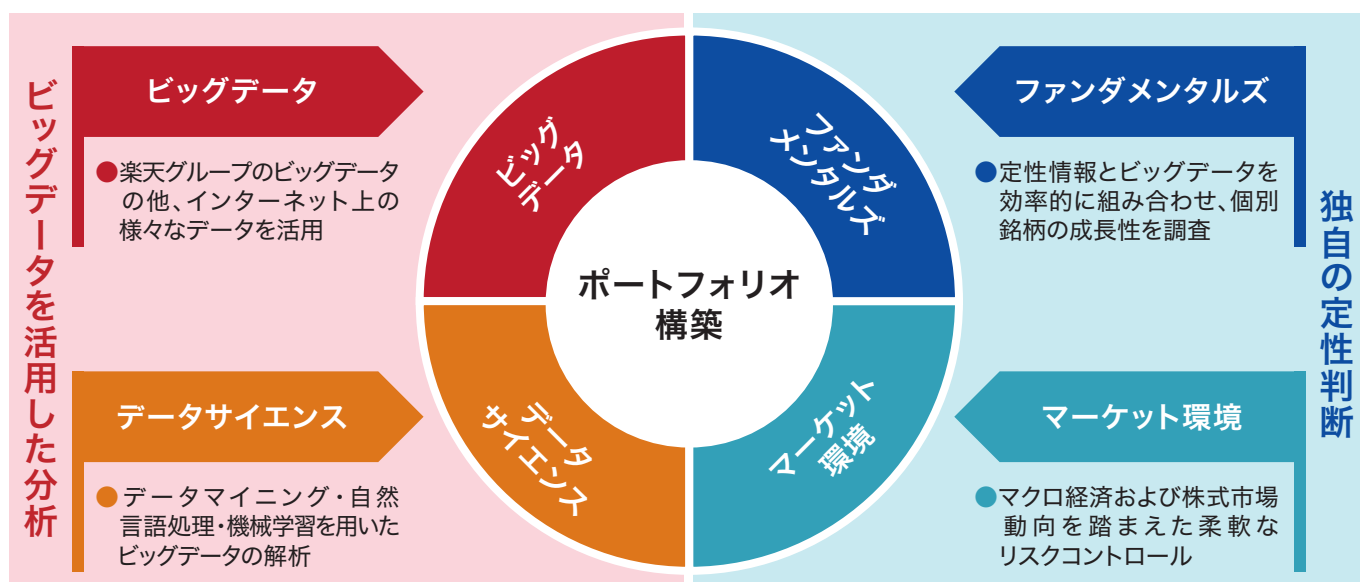 ビッグデータを活用した分析
ビッグデータ
●楽天グループのビッグデータ
の他、インターネット上の
様々なデータを活用
データサイエンス
●データマイニング・自然
言語処理・機械学習を用いた
ビッグデータの解析
ビッグ
データ
ファンダ
メンタルズ
ポートフォリオ
構築
データ
サイエンス
マーケット
環境
ファンダメンタルズ
●定性情報とビッグデータを
効率的に組み合わせ、個別
銘柄の成長性を調査
マーケット環境
●マクロ経済および株式市場
動向を踏まえた柔軟な
リスクコントロール
独自の定性判断